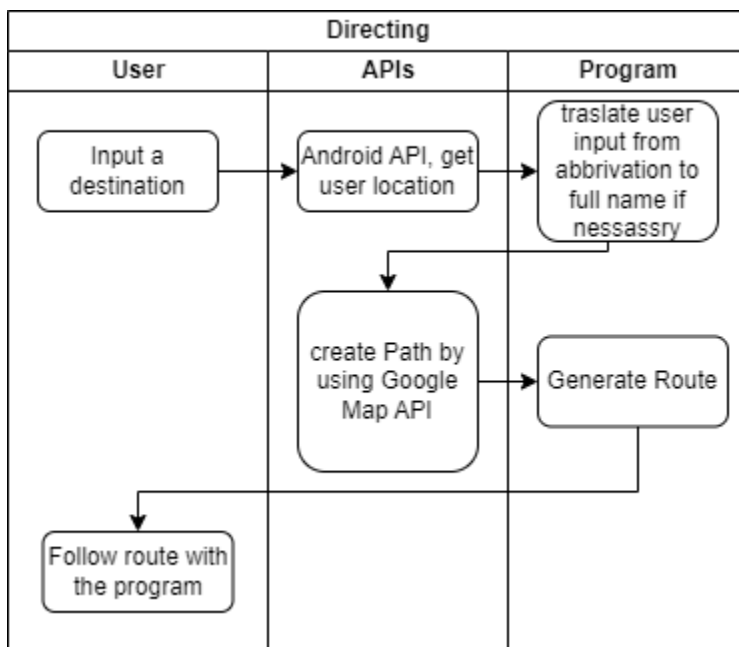 Directing
User
APIs
Program
Input a
destination
Android API, get
user location
traslate user
input from
abbrivation to
full name if
nessassry
create Path by
using Google
Map API
Generate Route
Follow route with
the program